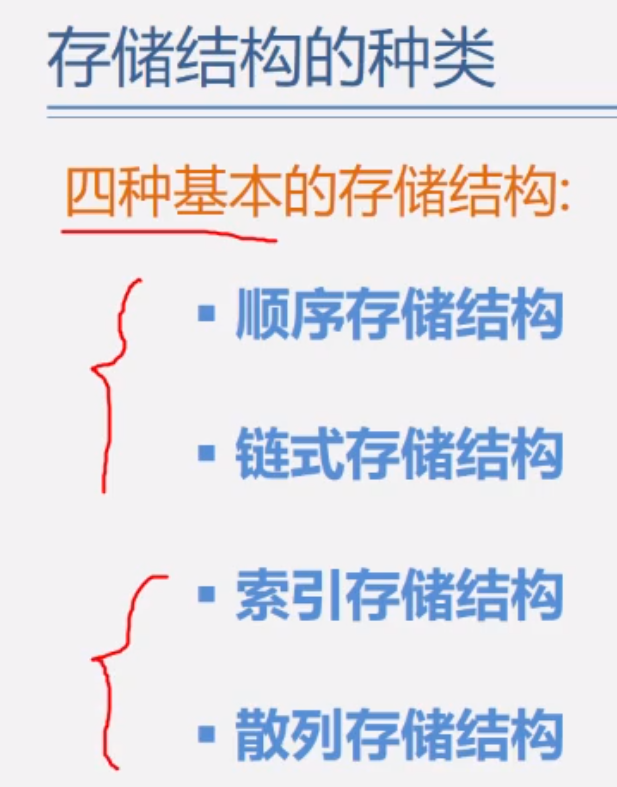 存储结构的种类
四种基本的存储结构:
▪ 顺序存储结构
▪ 链式存储结构
▪ 索引存储结构
▪ 散列存储结构